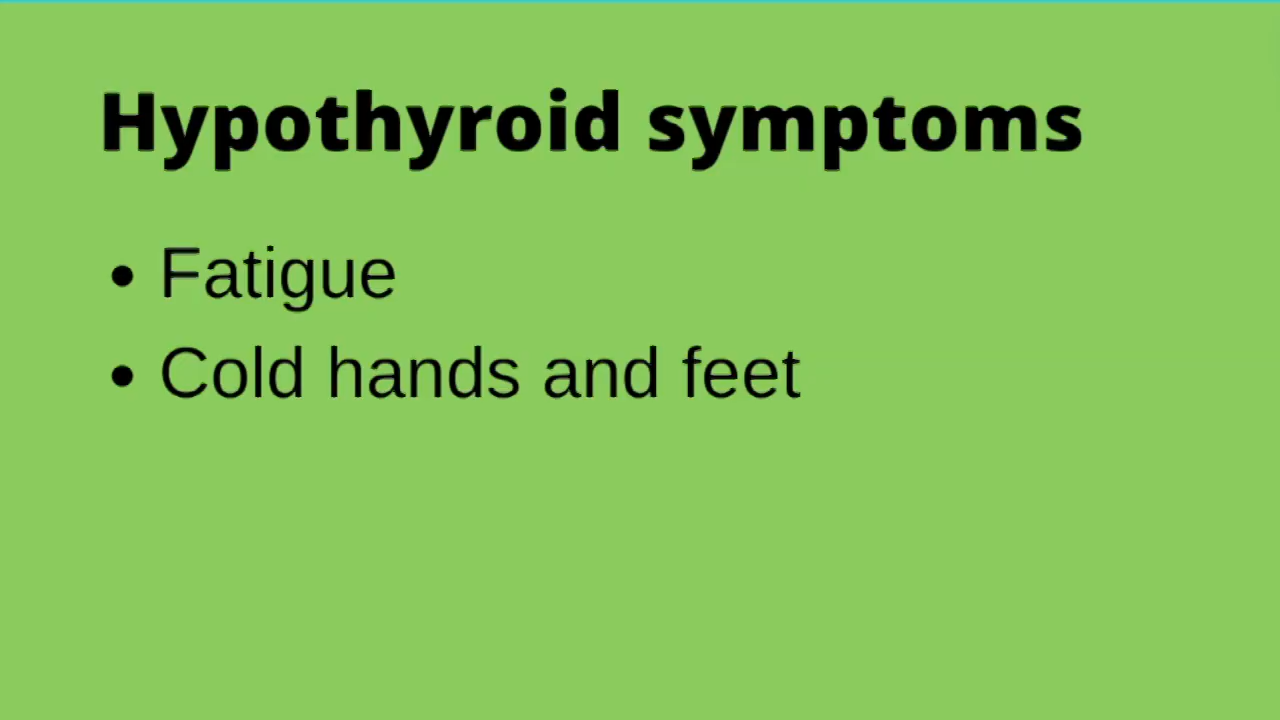 Hypothyroid symptoms
• Fatigue
• Cold hands and feet